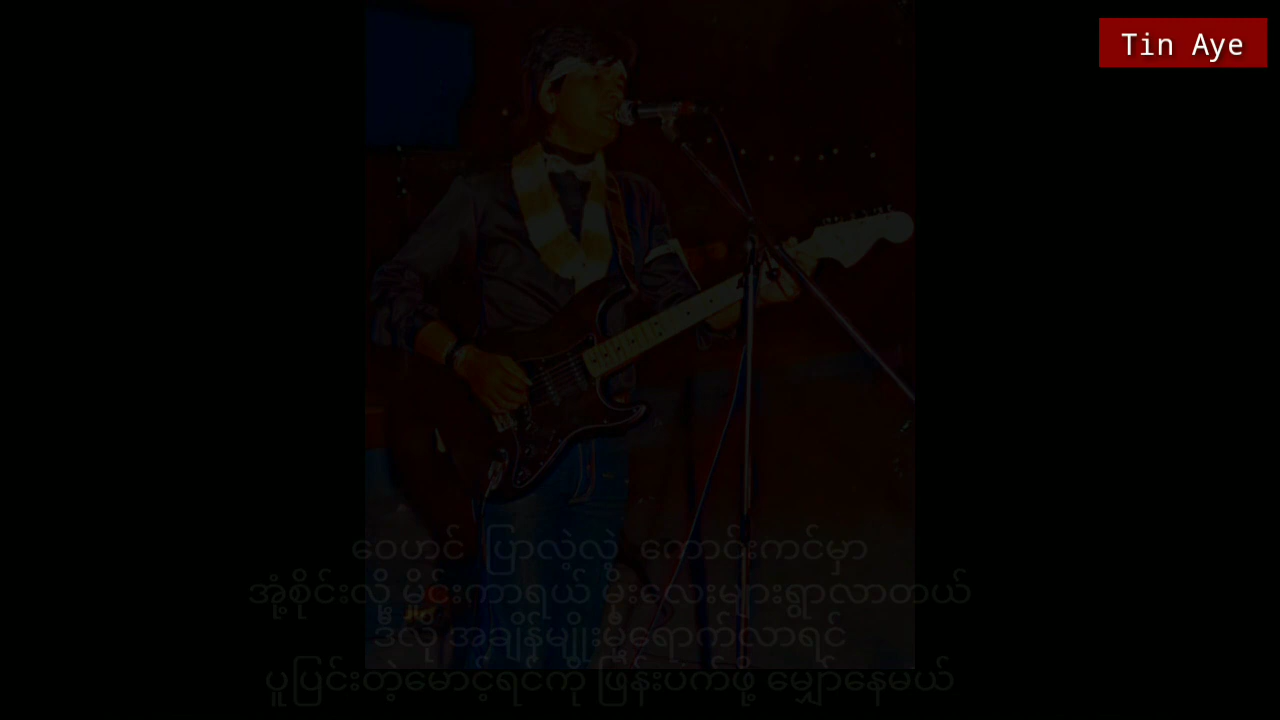 Tin Aye
ဝေဟင် ပြာလဲ့လဲ့ ကောင်းကင်မှာ
အုံ့စိုင်းလို့ မှိုင်းကာရယ် မိုးလေးများရွာလာတယ်
ဒီလို အချိန်မျိုးမို့ရောက်လာရင်
ပူပြင်းတဲ့မောင့်ရင်ကို ဖြန်းပက်ဖို့ မျှော်နေမယ်